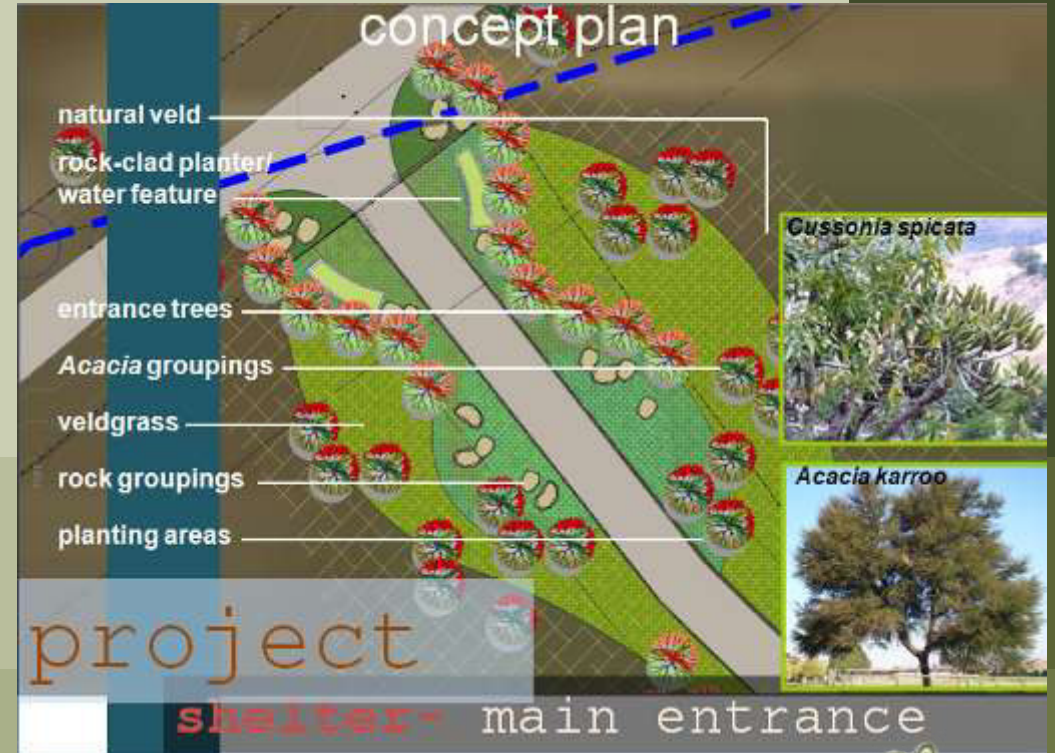 concept plan
natural veld
rock-clad planter/
water feature
Cussonia spicata
entrance trees
Acacia groupings
veldgrass
rock groupings
Acacia karroo
planting areas
project
shelter- main entrance